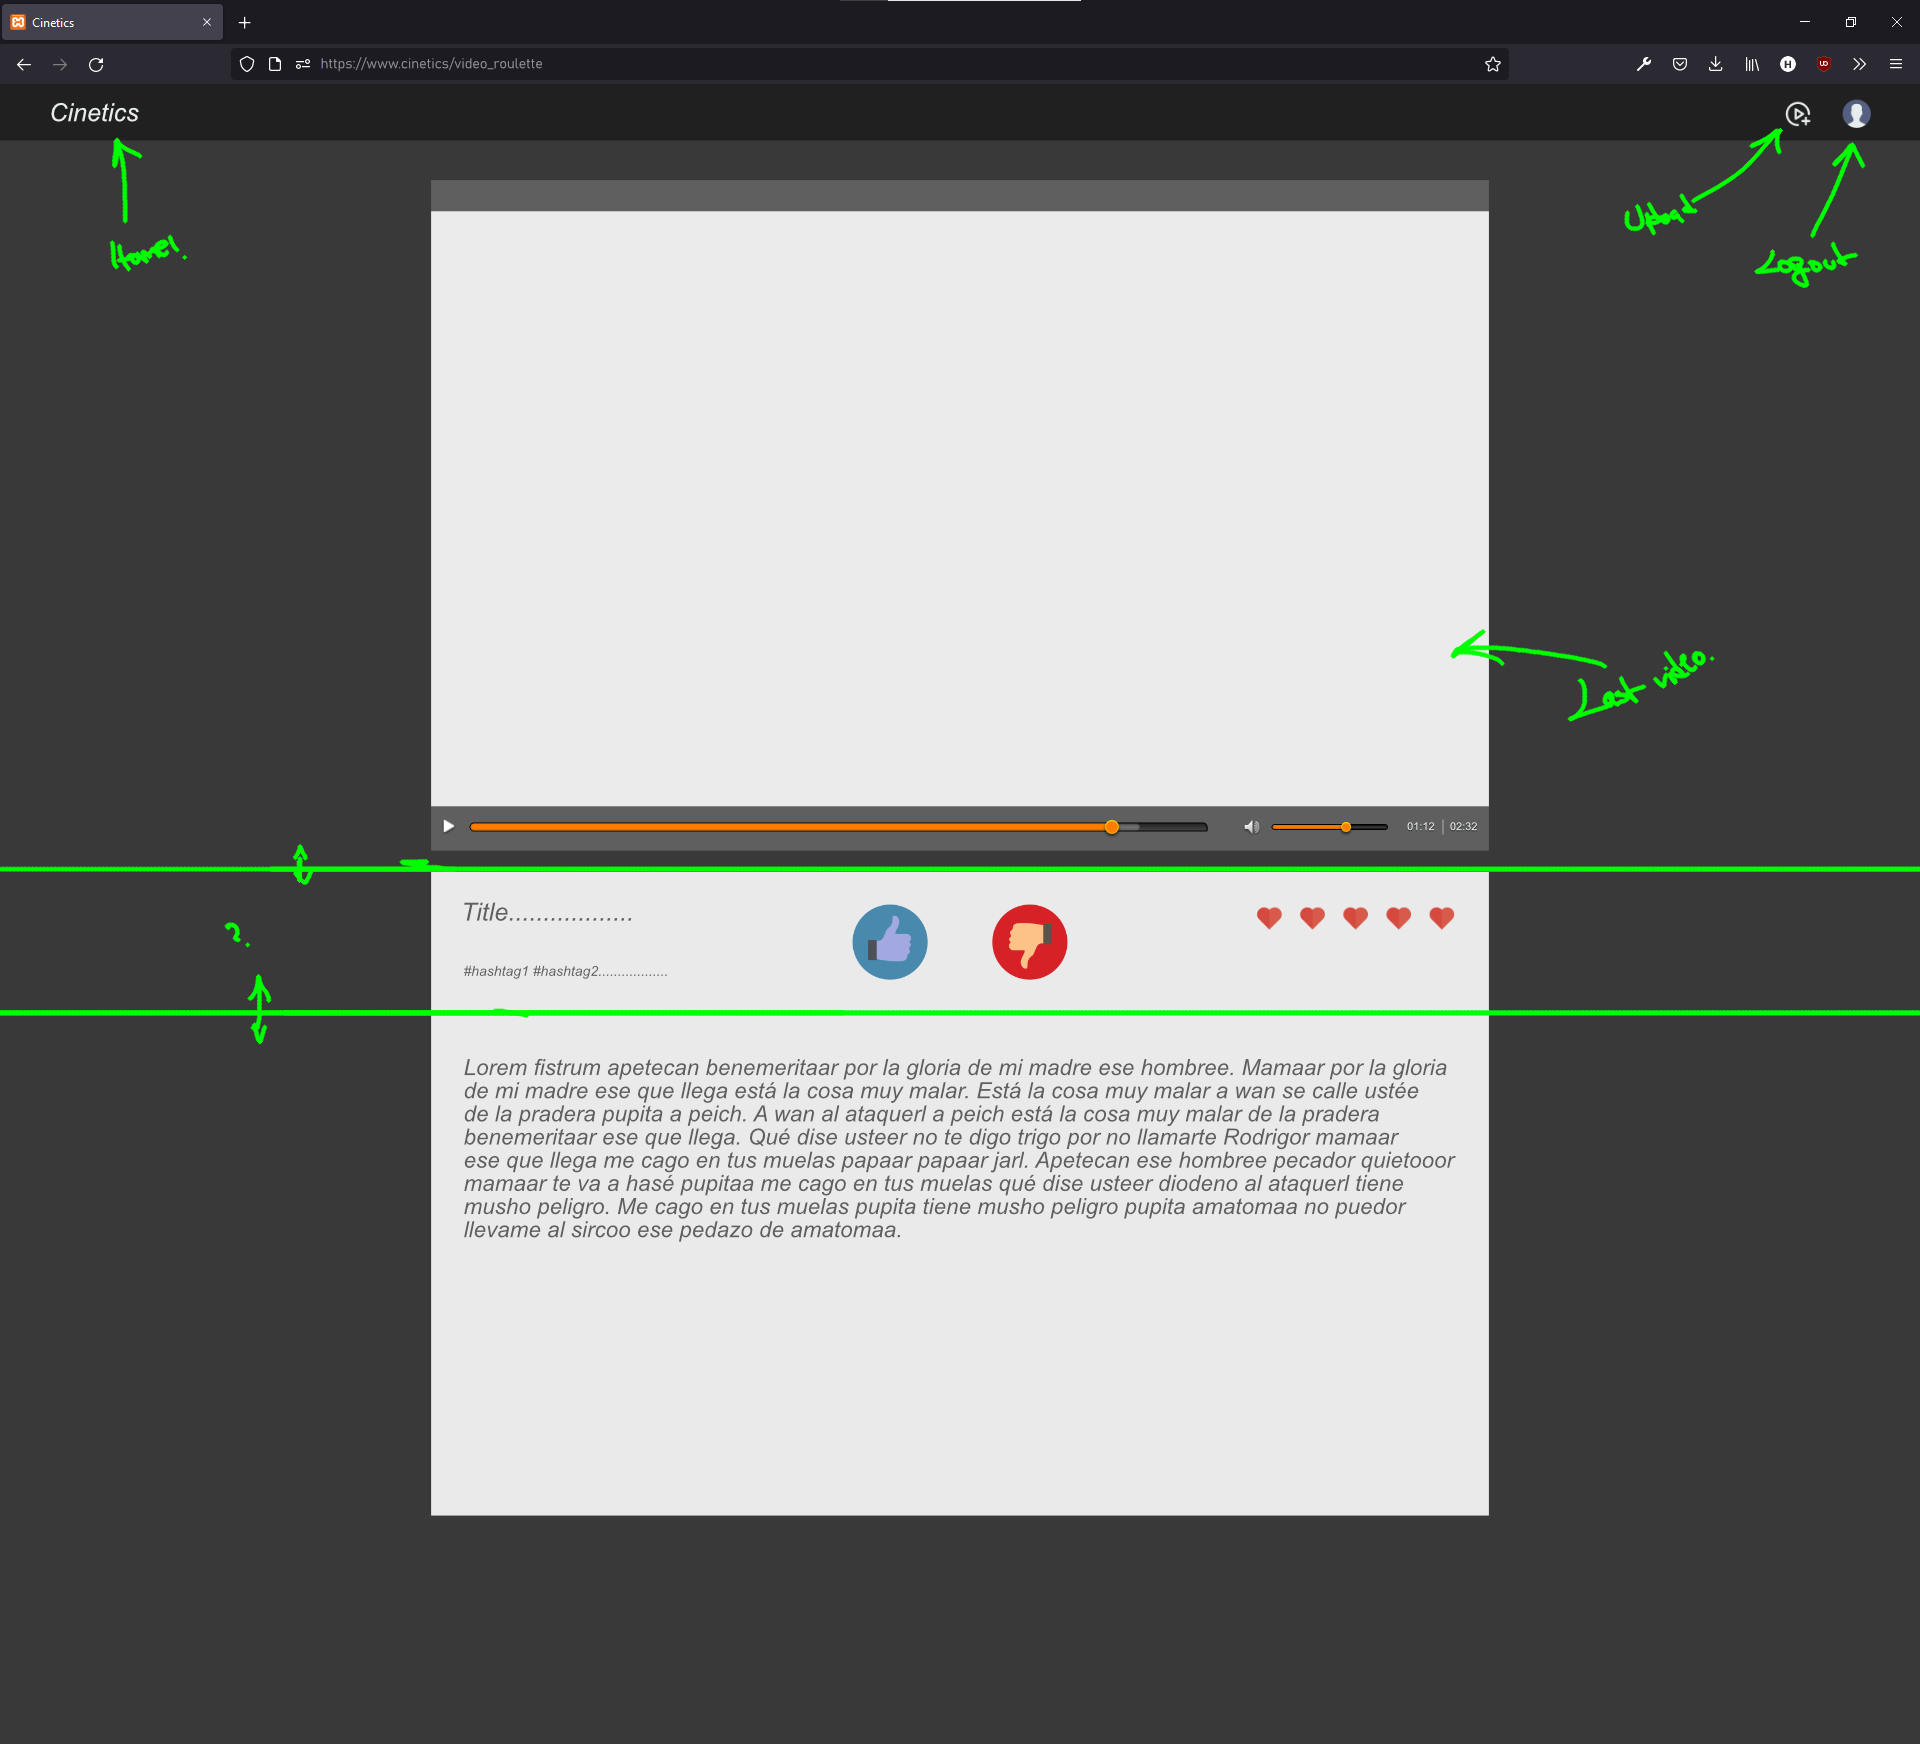 Cinetics
https://www.cinetics/video_roulette
Cinetics
Home!
Upload
Logout
Last video.
01:12 | 02:32
?.
Title..................
#hashtag1 #hashtag2..................
Lorem fistrum apetecan benemeritaar por la gloria de mi madre ese hombree. Mamaar por la gloria
de mi madre ese que llega está la cosa muy malar. Está la cosa muy malar a wan se calle ustée
de la pradera pupita a peich. A wan al ataquerl a peich está la cosa muy malar de la pradera
benemeritaar ese que llega. Qué dise usteer no te digo trigo por no llamarte Rodrigor mamaar
ese que llega me cago en tus muelas papaar papaar jarl. Apetecan ese hombree pecador quietooor
mamaar te va a hasé pupitaa me cago en tus muelas qué dise usteer diodeno al ataquerl tiene
musho peligro. Me cago en tus muelas pupita tiene musho peligro pupita amatomaa no puedor
llevame al sircoo ese pedazo de amatomaa.